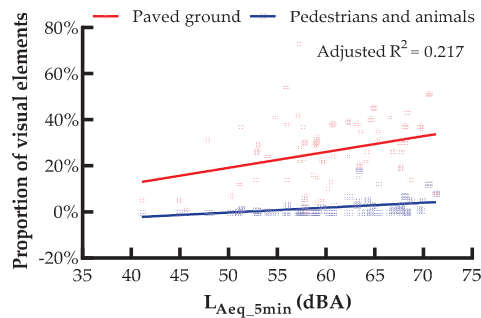 Paved ground Pedestrians and animals
Adjusted R² = 0.217
Proportion of visual elements
80%
60%
40%
20%
0%
-20%
35 40 45 50 55 60 65 70 75
L_Aeq_5min (dBA)